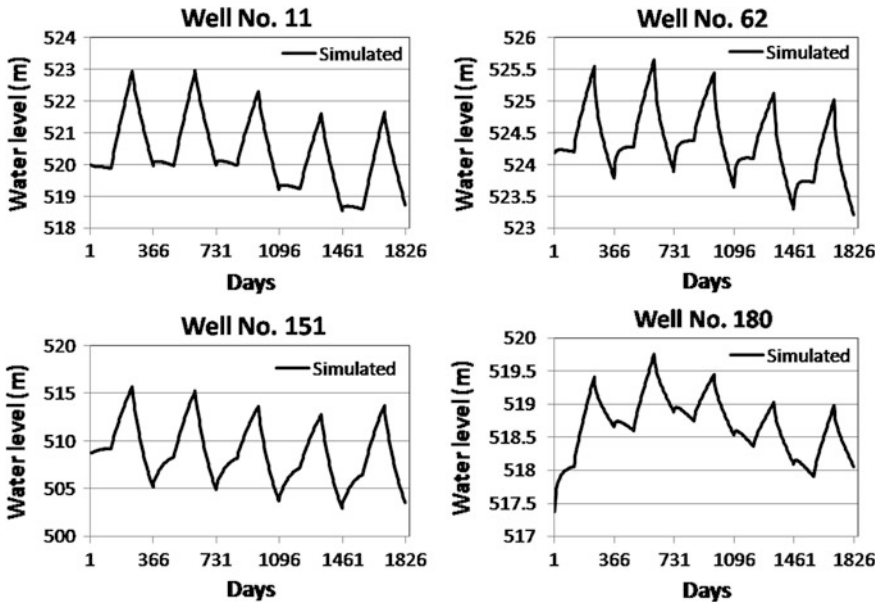 Well No. 11
Water level (m)
524
523
522
521
520
519
518
Simulated
1 366 731 1096 1461 1826
Days
Well No. 62
Water level (m)
526
525.5
525
524.5
524
523.5
523
Simulated
1 366 731 1096 1461 1826
Days
Well No. 151
Water level (m)
520
515
510
505
500
Simulated
1 366 731 1096 1461 1826
Days
Well No. 180
Water level (m)
520
519.5
519
518.5
518
517.5
517
Simulated
1 366 731 1096 1461 1826
Days